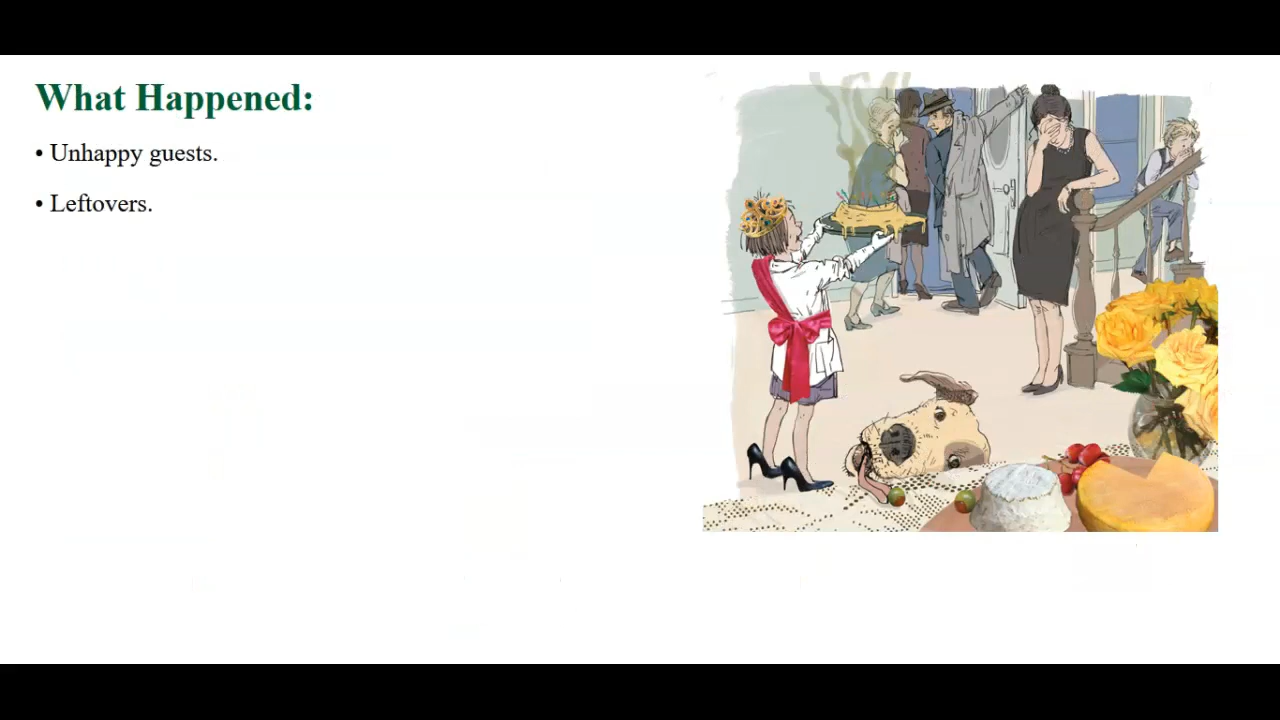 What Happened:
• Unhappy guests.
• Leftovers.